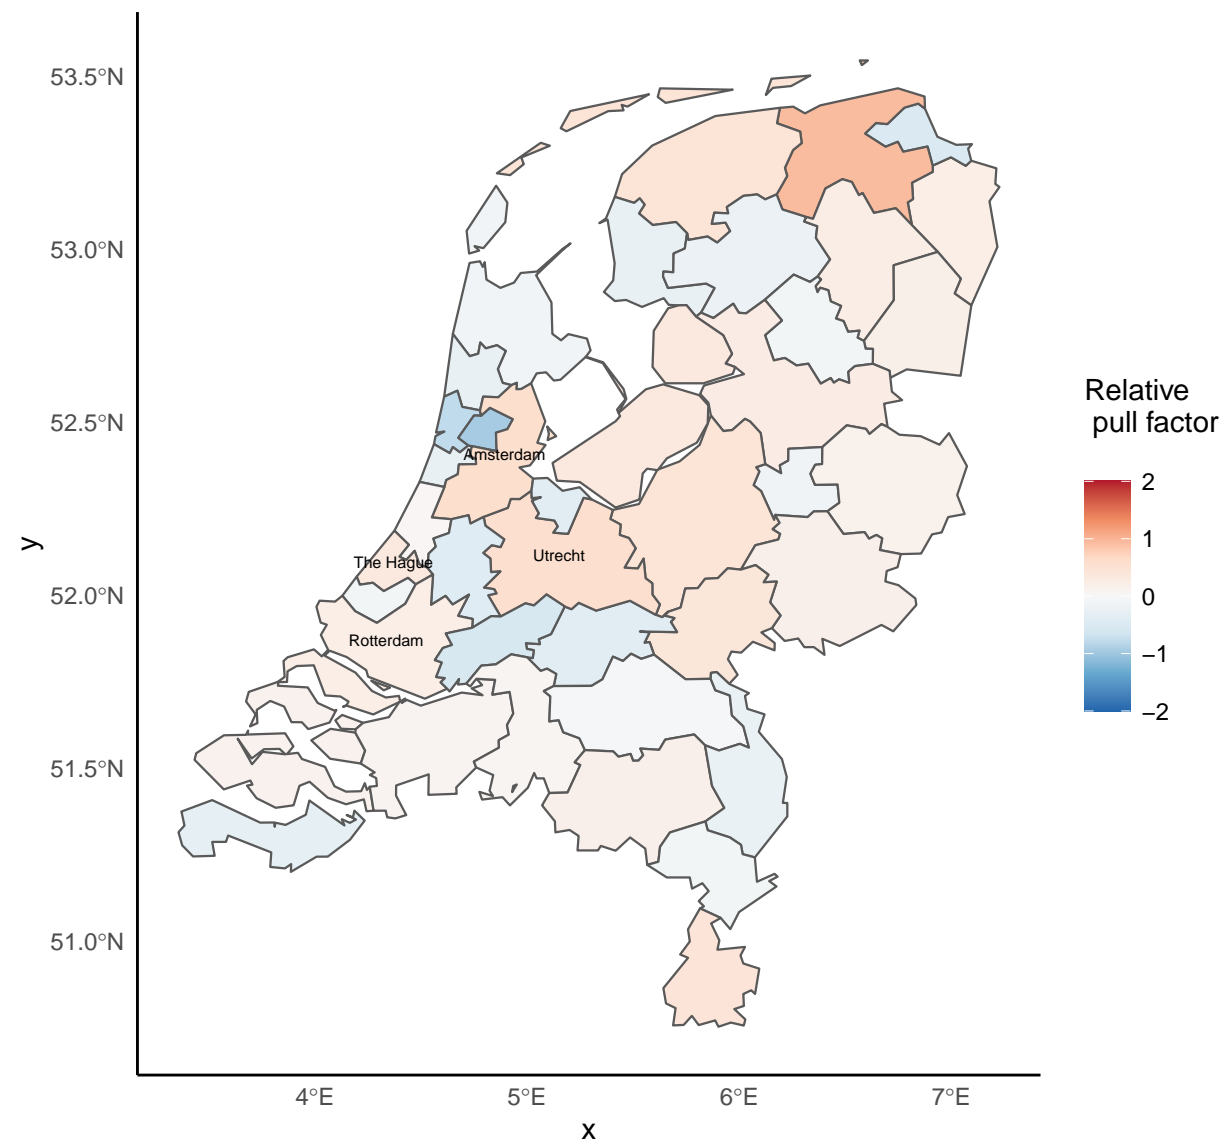 53.5°N
53.0°N
52.5°N
52.0°N
51.5°N
51.0°N
y
Amsterdam
Utrecht
The Hague
Rotterdam
4°E
5°E
6°E
7°E
x
Relative
pull factor
2
1
0
−1
−2